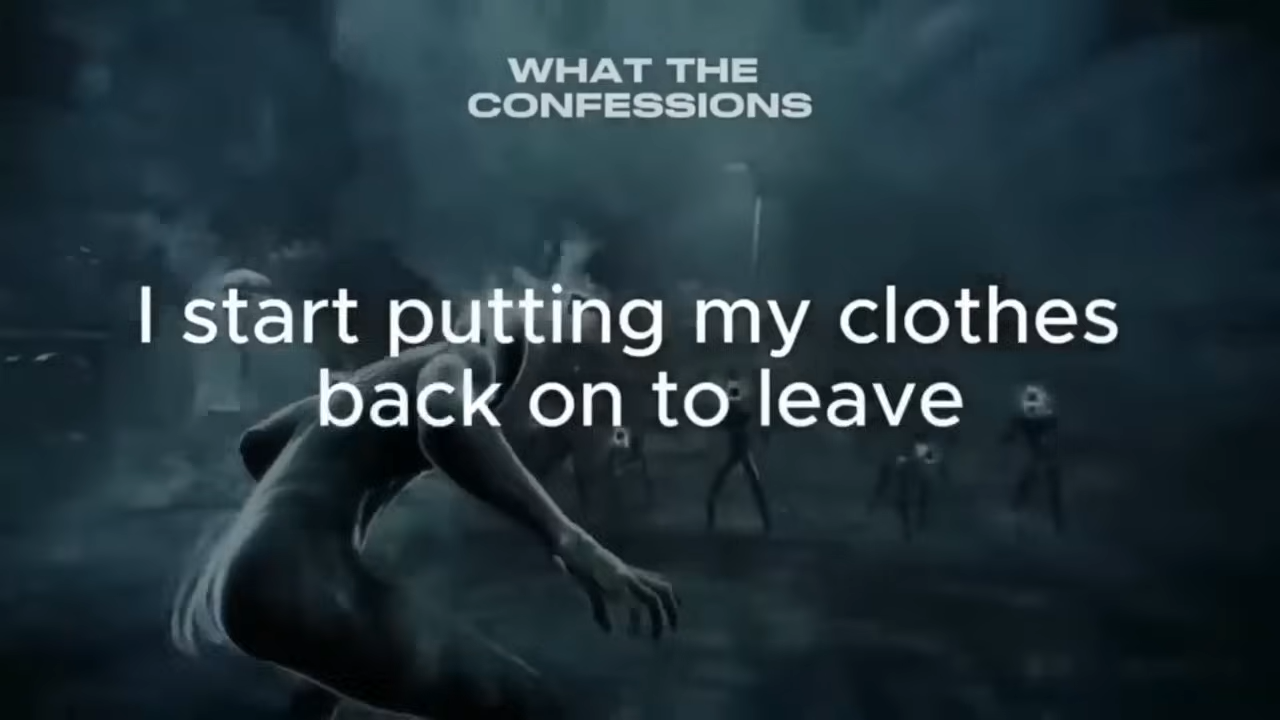 WHAT THE
CONFESSIONS
I start putting my clothes
back on to leave